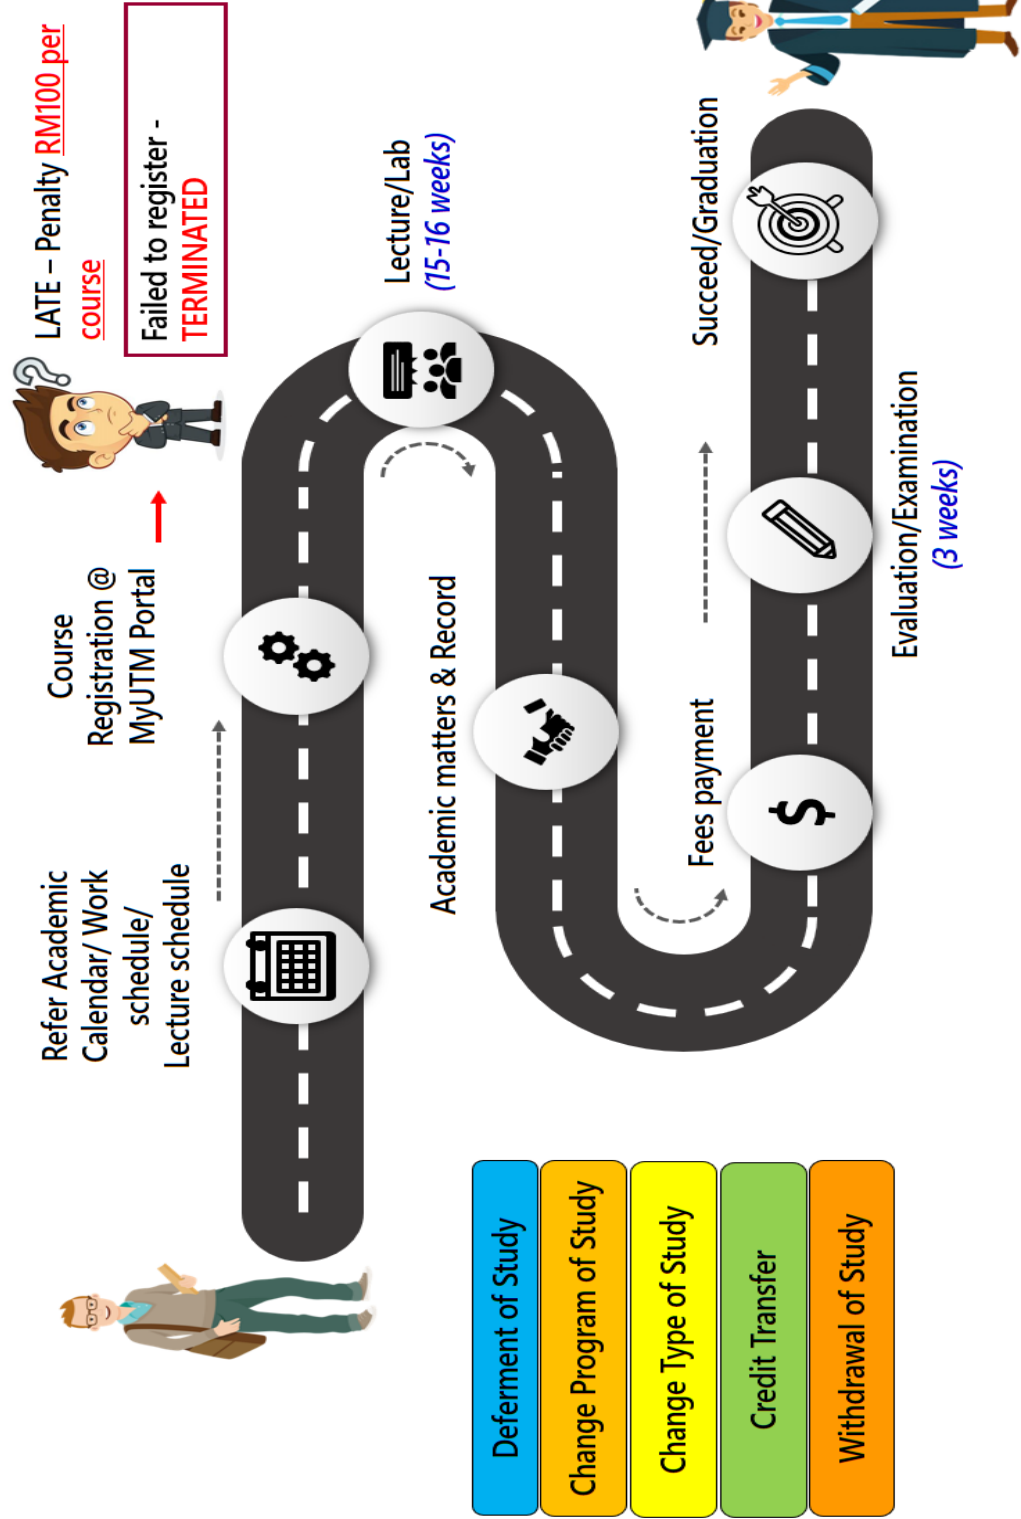 Refer Academic
Calendar/ Work
schedule/
Lecture schedule
Course
Registration @
MyUTM Portal
LATE – Penalty RM100 per
course
Failed to register -
TERMINATED
Lecture/Lab
(15-16 weeks)
Academic matters & Record
Fees payment
Evaluation/Examination
(3 weeks)
Succeed/Graduation
Deferment of Study
Change Program of Study
Change Type of Study
Credit Transfer
Withdrawal of Study